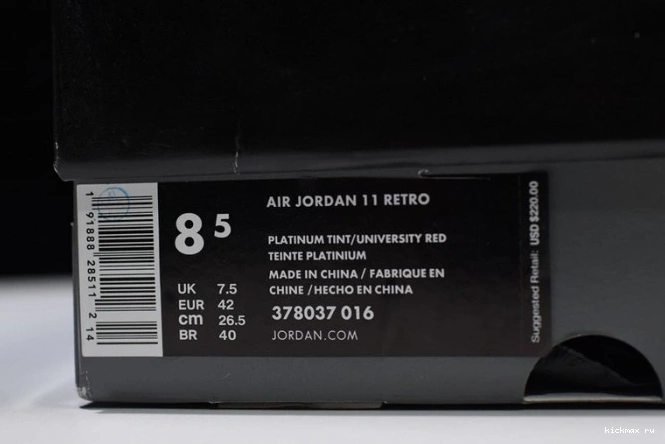 1 91888 28511 2 14
8 5
UK 7.5
EUR 42
cm 26.5
BR 40
AIR JORDAN 11 RETRO
PLATINUM TINT/UNIVERSITY RED
TEINTE PLATINIUM
MADE IN CHINA / FABRIQUE EN
CHINE / HECHO EN CHINA
378037 016
JORDAN.COM
Suggested Retail: USD $220.00
kickmax ru